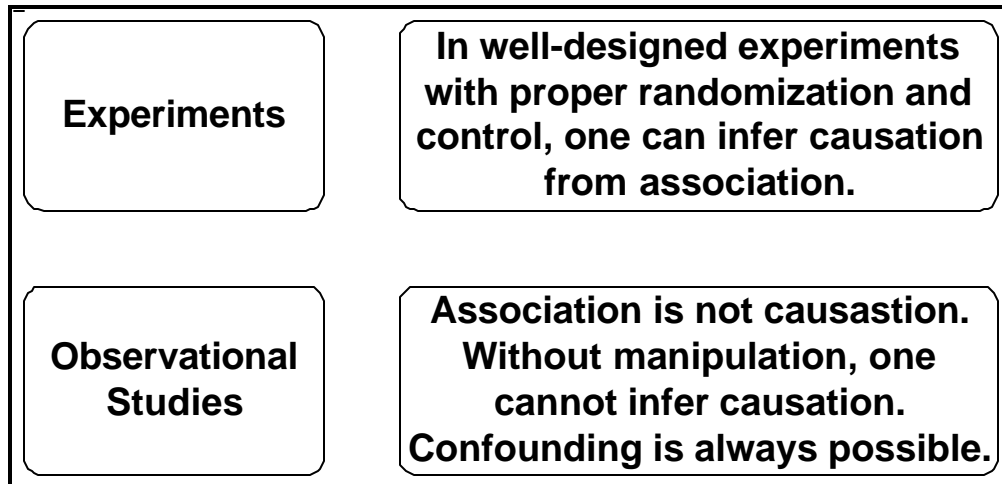 Experiments
In well-designed experiments
with proper randomization and
control, one can infer causation
from association.
Observational
Studies
Association is not causastion.
Without manipulation, one
cannot infer causation.
Confounding is always possible.